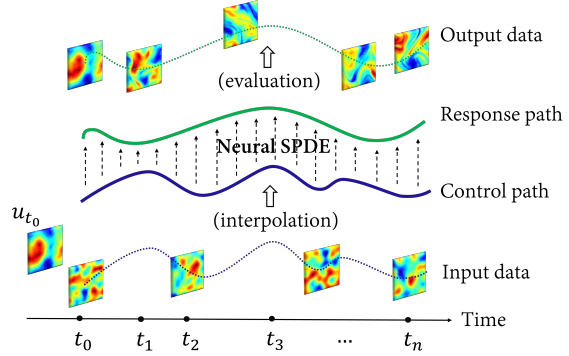 Output data
(evaluation)
Response path
Neural SPDE
Control path
(interpolation)
u_{t_0}
Input data
Time
t_0 t_1 t_2 t_3 ... t_n